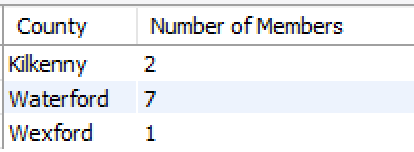 County Number of Members
Kilkenny 2
Waterford 7
Wexford 1